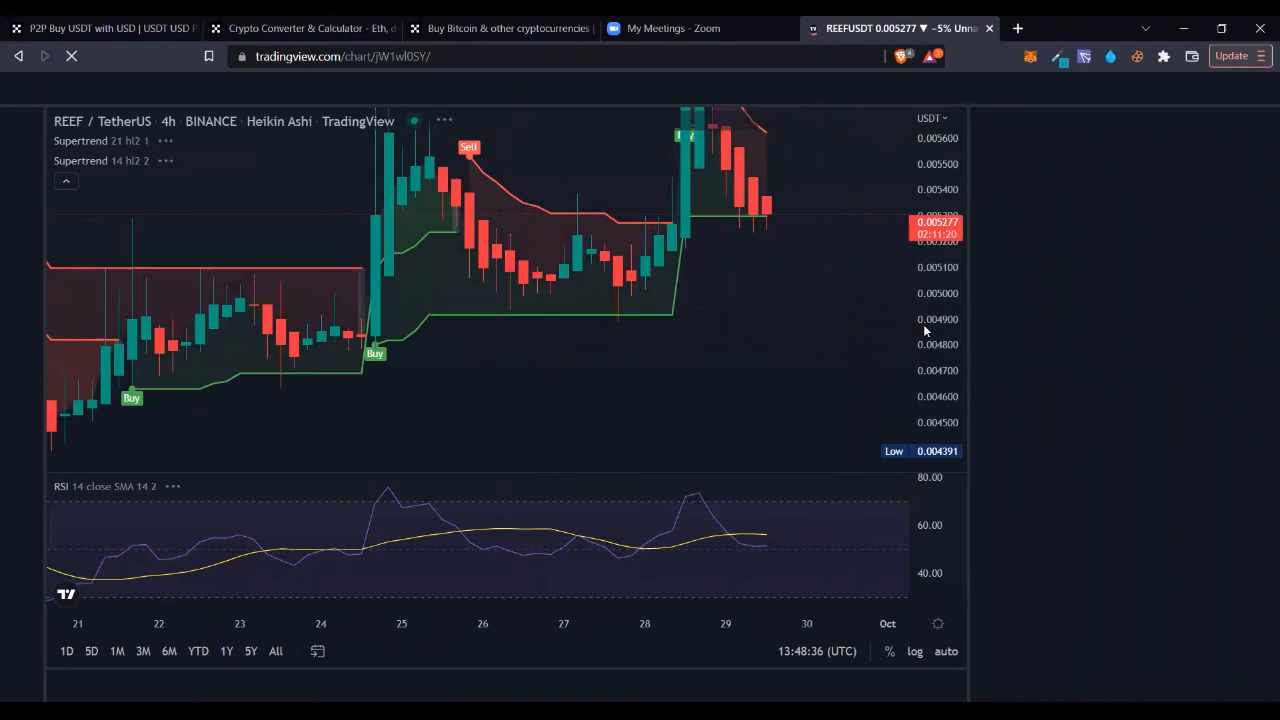 P2P Buy USDT with USD | USDT USD P
Crypto Converter & Calculator - Eth, d
Buy Bitcoin & other cryptocurrencies |
My Meetings - Zoom
REEFUSDT 0.005277 ▼ −5% Unna
tradingview.com/chart/jW1wl0SY/
4
3
Update
REEF / TetherUS · 4h · BINANCE · Heikin Ashi · TradingView
USDT
Supertrend 21 hl2 1
Supertrend 14 hl2 2
Sell
Buy
Buy
0.005600
0.005500
0.005400
0.005277
02:11:20
0.005200
0.005100
0.005000
0.004900
0.004800
0.004700
0.004600
0.004500
Low 0.004391
RSI 14 close SMA 14 2
80.00
60.00
40.00
21 22 23 24 25 26 27 28 29 30 Oct
1D 5D 1M 3M 6M YTD 1Y 5Y All
13:48:36 (UTC) % log auto